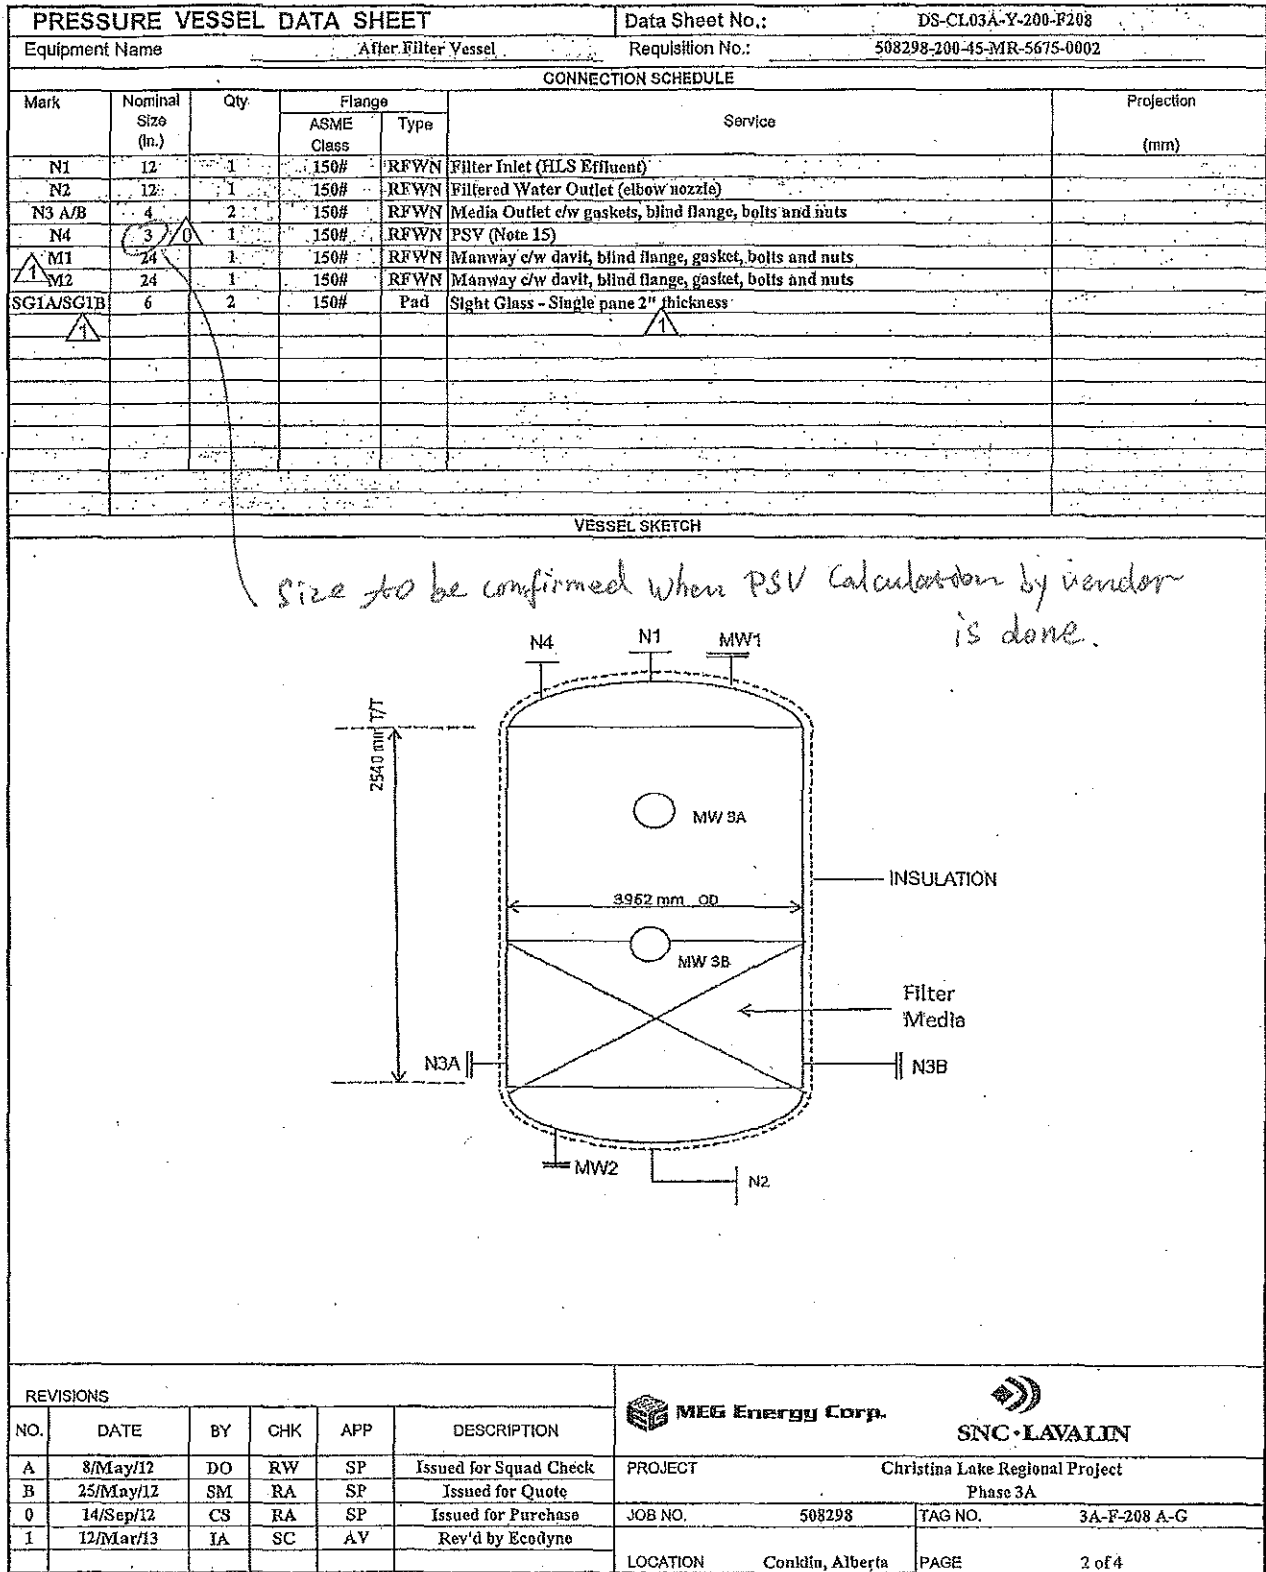 PRESSURE VESSEL DATA SHEET Data Sheet No.: DS-CL03A-Y-200-F208
Equipment Name After Filter Vessel Requisition No.: 508298-200-45-MR-5675-0002
CONNECTION SCHEDULE
Mark Nominal Size (In.) Qty. Flange ASME Class Type Service Projection (mm)
N1 12 1 150# RFWN Filter Inlet (HLS Effluent)
N2 12 1 150# RFWN Filtered Water Outlet (elbow nozzle)
N3 A/B 4 2 150# RFWN Media Outlet c/w gaskets, blind flange, bolts and nuts
N4 3 0 1 150# RFWN PSV (Note 15)
M1 24 1 150# RFWN Manway c/w davit, blind flange, gasket, bolts and nuts
1
M2 24 1 150# RFWN Manway c/w davit, blind flange, gasket, bolts and nuts
SG1A/SG1B 6 2 150# Pad Sight Glass - Single pane 2" thickness
1 1
VESSEL SKETCH
Size to be confirmed when PSV Calculation by vendor
is done.
N4 N1 MW1
2540 mm T/T
MW 3A
INSULATION
3962 mm OD
MW 3B
Filter
Media
N3A N3B
MW2
N2
REVISIONS
NO. DATE BY CHK APP DESCRIPTION
A 8/May/12 DO RW SP Issued for Squad Check
B 25/May/12 SM RA SP Issued for Quote
0 14/Sep/12 CS RA SP Issued for Purchase
1 12/Mar/13 IA SC AV Rev'd by Ecodyne
MEG Energy Corp. SNC·LAVALIN
PROJECT Christina Lake Regional Project
Phase 3A
JOB NO. 508298 TAG NO. 3A-F-208 A-G
LOCATION Conklin, Alberta PAGE 2 of 4